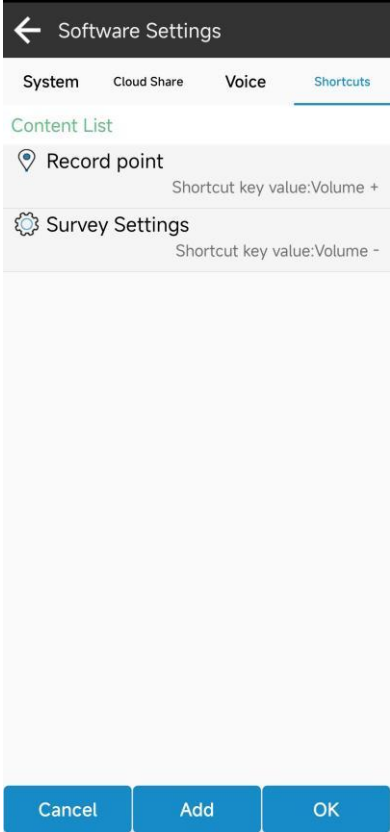 Software Settings
System Cloud Share Voice Shortcuts
Content List
Record point
Shortcut key value:Volume +
Survey Settings
Shortcut key value:Volume -
Cancel Add OK